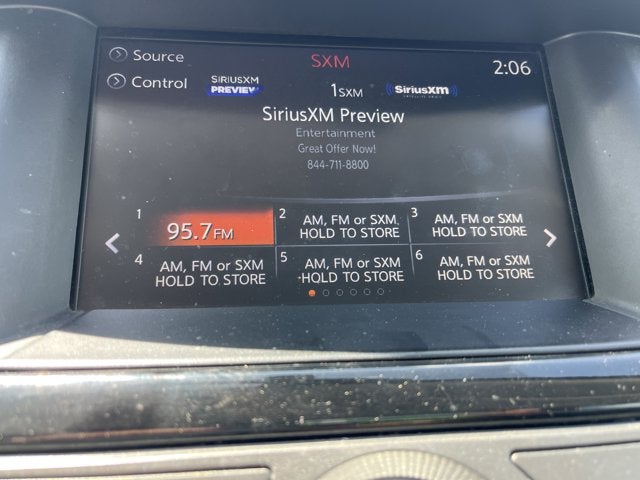 Source
SXM
2:06
Control
SIRIUSXM
PREVIEW
1SXM
SiriusXM
SiriusXM Preview
Entertainment
Great Offer Now!
844-711-8800
1
95.7 FM
2
AM, FM or SXM
HOLD TO STORE
3
AM, FM or SXM
HOLD TO STORE
4
AM, FM or SXM
HOLD TO STORE
5
AM, FM or SXM
HOLD TO STORE
6
AM, FM or SXM
HOLD TO STORE